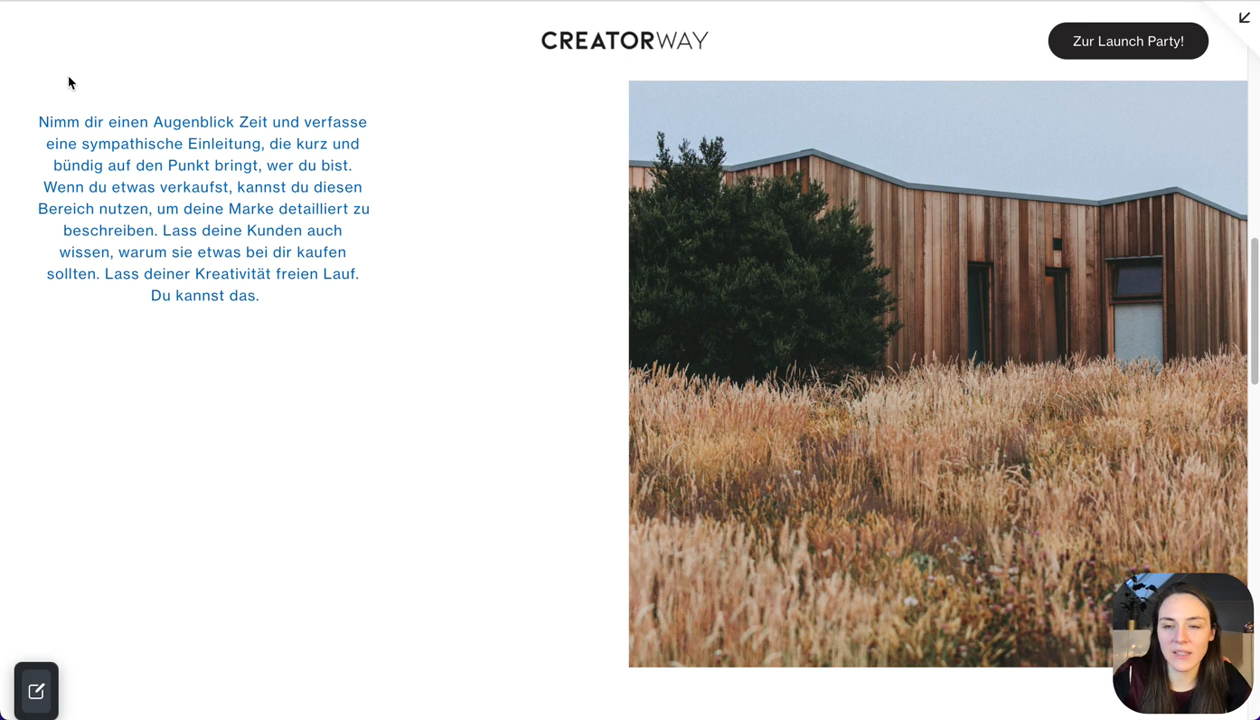 CREATORWAY
Zur Launch Party!
Nimm dir einen Augenblick Zeit und verfasse
eine sympathische Einleitung, die kurz und
bündig auf den Punkt bringt, wer du bist.
Wenn du etwas verkaufst, kannst du diesen
Bereich nutzen, um deine Marke detailliert zu
beschreiben. Lass deine Kunden auch
wissen, warum sie etwas bei dir kaufen
sollten. Lass deiner Kreativität freien Lauf.
Du kannst das.